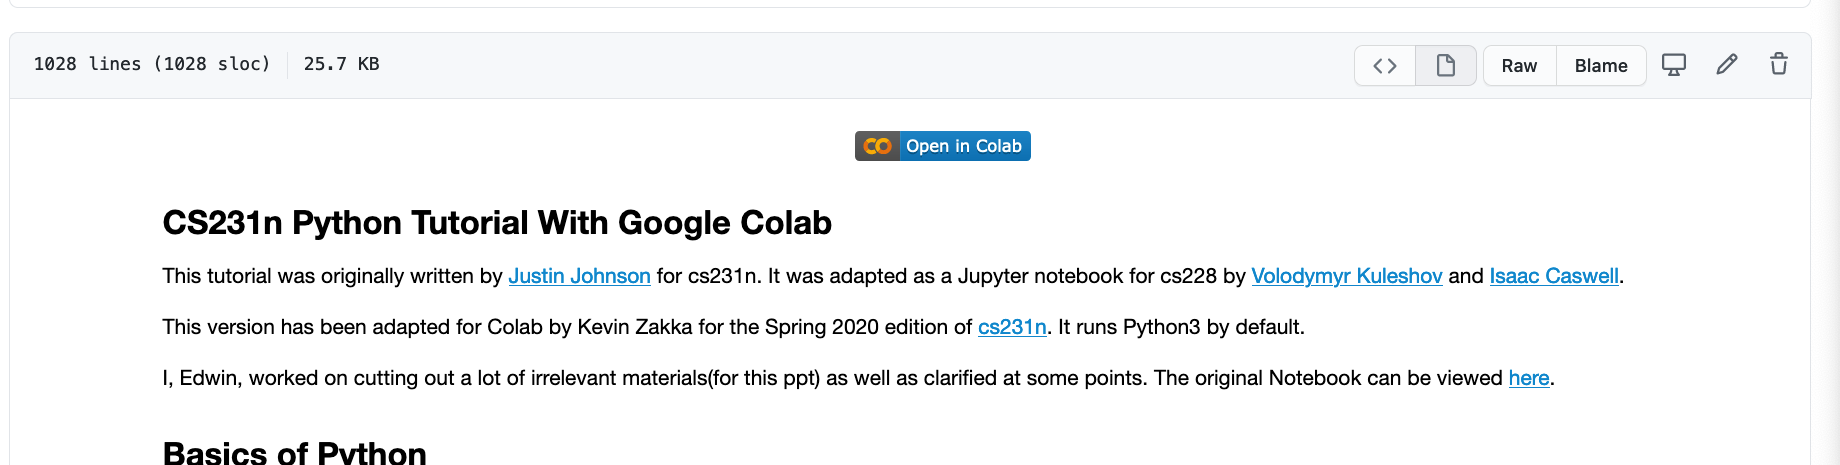 1028 lines (1028 sloc) 25.7 KB <> Raw Blame
CO Open in Colab
CS231n Python Tutorial With Google Colab
This tutorial was originally written by Justin Johnson for cs231n. It was adapted as a Jupyter notebook for cs228 by Volodymyr Kuleshov and Isaac Caswell.
This version has been adapted for Colab by Kevin Zakka for the Spring 2020 edition of cs231n. It runs Python3 by default.
I, Edwin, worked on cutting out a lot of irrelevant materials(for this ppt) as well as clarified at some points. The original Notebook can be viewed here.
Basics of Python